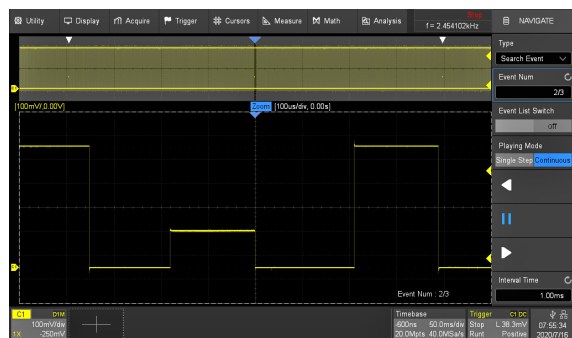 Utility Display Acquire Trigger Cursors Measure Math Analysis Stop NAVIGATE
f = 2.454102kHz
Type
Search Event
Event Num
2/3
[100mV/,0.00V] Zoom [100us/div, 0.00s]
Event List Switch
off
Playing Mode
Single Step Continuous
Event Num : 2/3
Interval Time
1.00ms
C1 D1M
100mV/div
1X -250mV
Timebase
-600ns 50.0ms/div
20.0Mpts 40.0MSa/s
Trigger C1 DC
Stop L 38.3mV
Runt Positive
07:55:34
2020/7/16